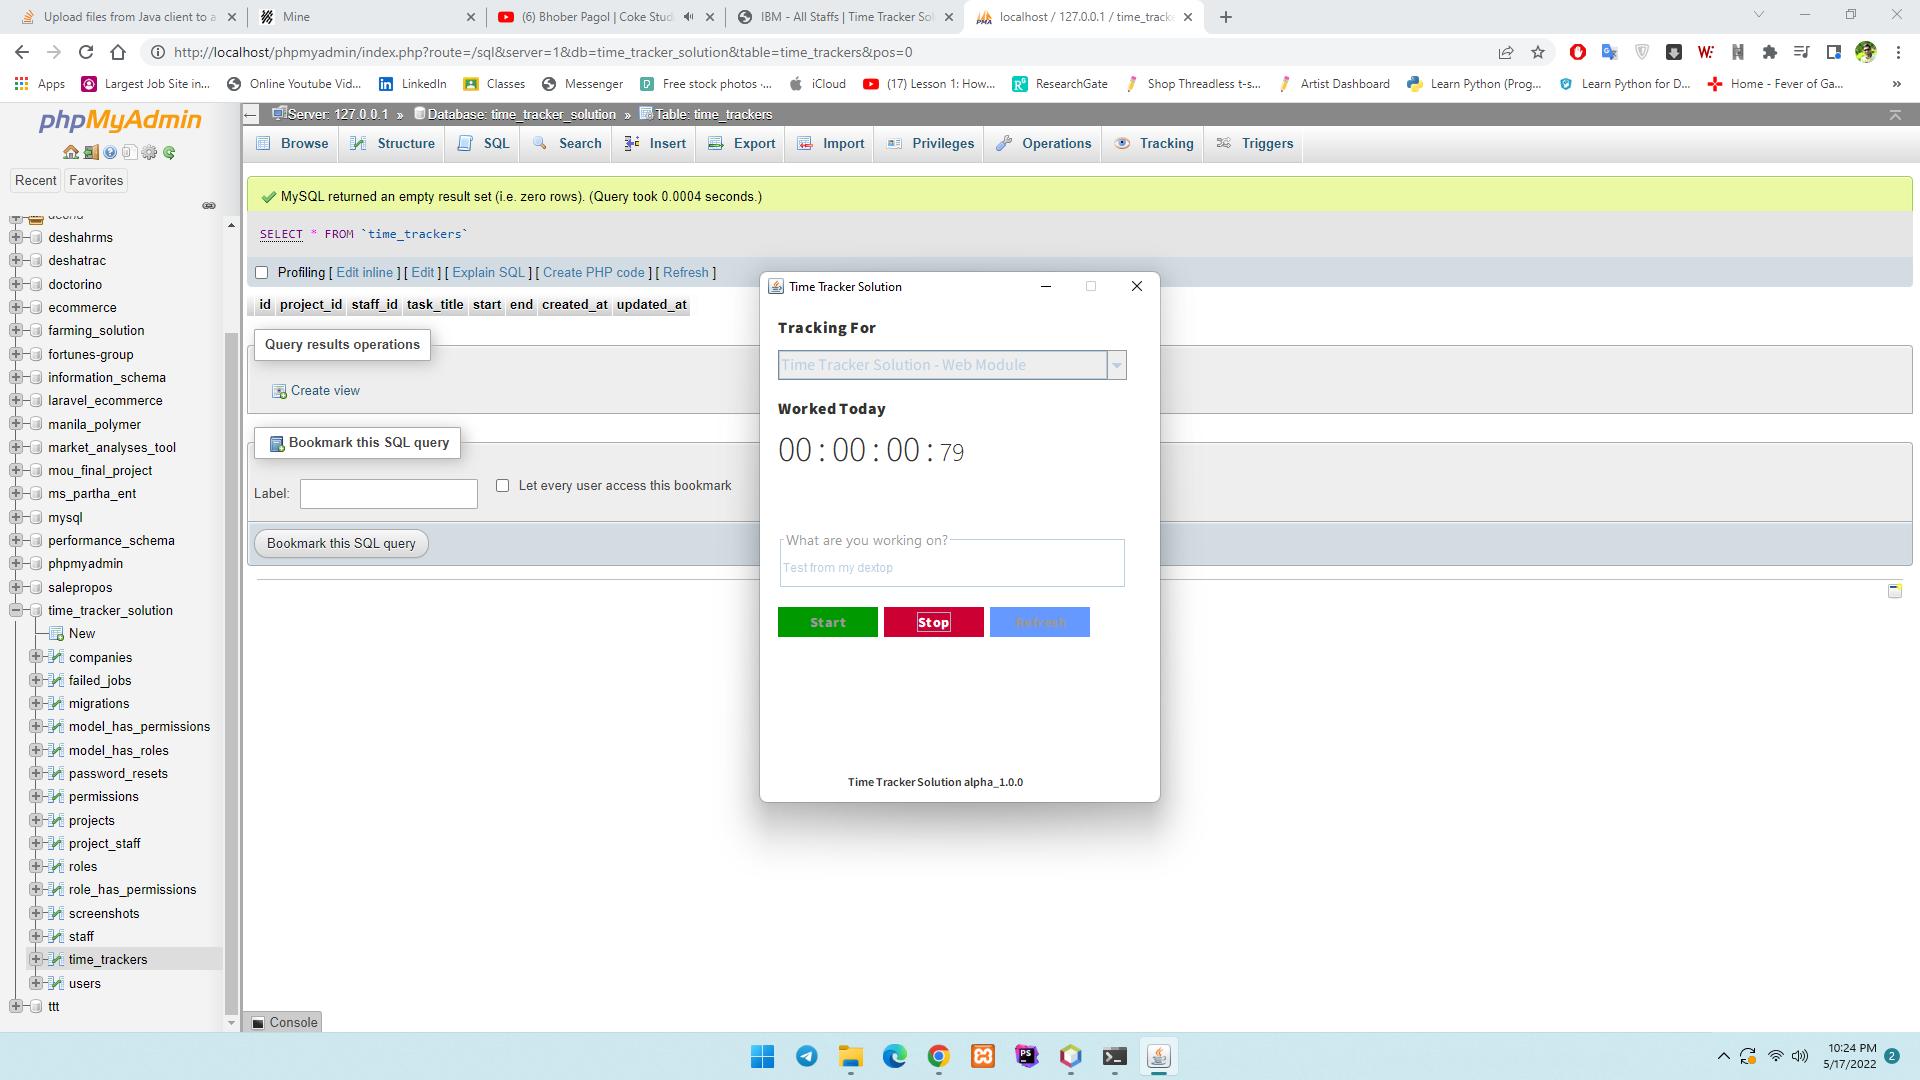 Upload files from Java client to a
Mine
(6) Bhober Pagol | Coke Stud
IBM - All Staffs | Time Tracker Sol
localhost / 127.0.0.1 / time_tracke
http://localhost/phpmyadmin/index.php?route=/sql&server=1&db=time_tracker_solution&table=time_trackers&pos=0
Apps
Largest Job Site in...
Online Youtube Vid...
LinkedIn
Classes
Messenger
Free stock photos ·...
iCloud
(17) Lesson 1: How...
ResearchGate
Shop Threadless t-s...
Artist Dashboard
Learn Python (Prog...
Learn Python for D...
Home - Fever of Ga...
phpMyAdmin
Recent Favorites
deshahrms
deshatrac
doctorino
ecommerce
farming_solution
fortunes-group
information_schema
laravel_ecommerce
manila_polymer
market_analyses_tool
mou_final_project
ms_partha_ent
mysql
performance_schema
phpmyadmin
salepropos
time_tracker_solution
New
companies
failed_jobs
migrations
model_has_permissions
model_has_roles
password_resets
permissions
projects
project_staff
roles
role_has_permissions
screenshots
staff
time_trackers
users
ttt
Server: 127.0.0.1 » Database: time_tracker_solution » Table: time_trackers
Browse Structure SQL Search Insert Export Import Privileges Operations Tracking Triggers
MySQL returned an empty result set (i.e. zero rows). (Query took 0.0004 seconds.)
SELECT * FROM `time_trackers`
Profiling [ Edit inline ] [ Edit ] [ Explain SQL ] [ Create PHP code ] [ Refresh ]
id project_id staff_id task_title start end created_at updated_at
Query results operations
Create view
Bookmark this SQL query
Label:
Let every user access this bookmark
Bookmark this SQL query
Console
Time Tracker Solution
Tracking For
Time Tracker Solution - Web Module
Worked Today
00 : 00 : 00 : 79
What are you working on?
Test from my dextop
Start Stop Refresh
Time Tracker Solution alpha_1.0.0
10:24 PM
5/17/2022
2